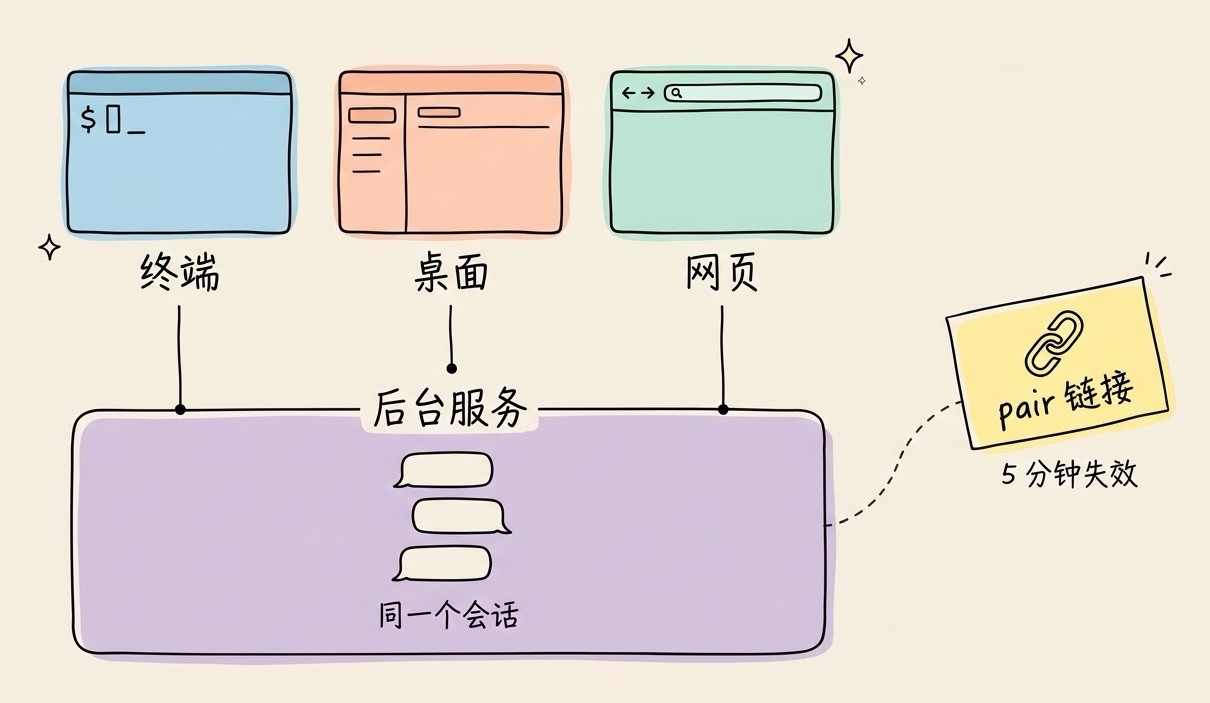 $ _
终端
桌面
网页
后台服务
同一个会话
pair 链接
5 分钟失效